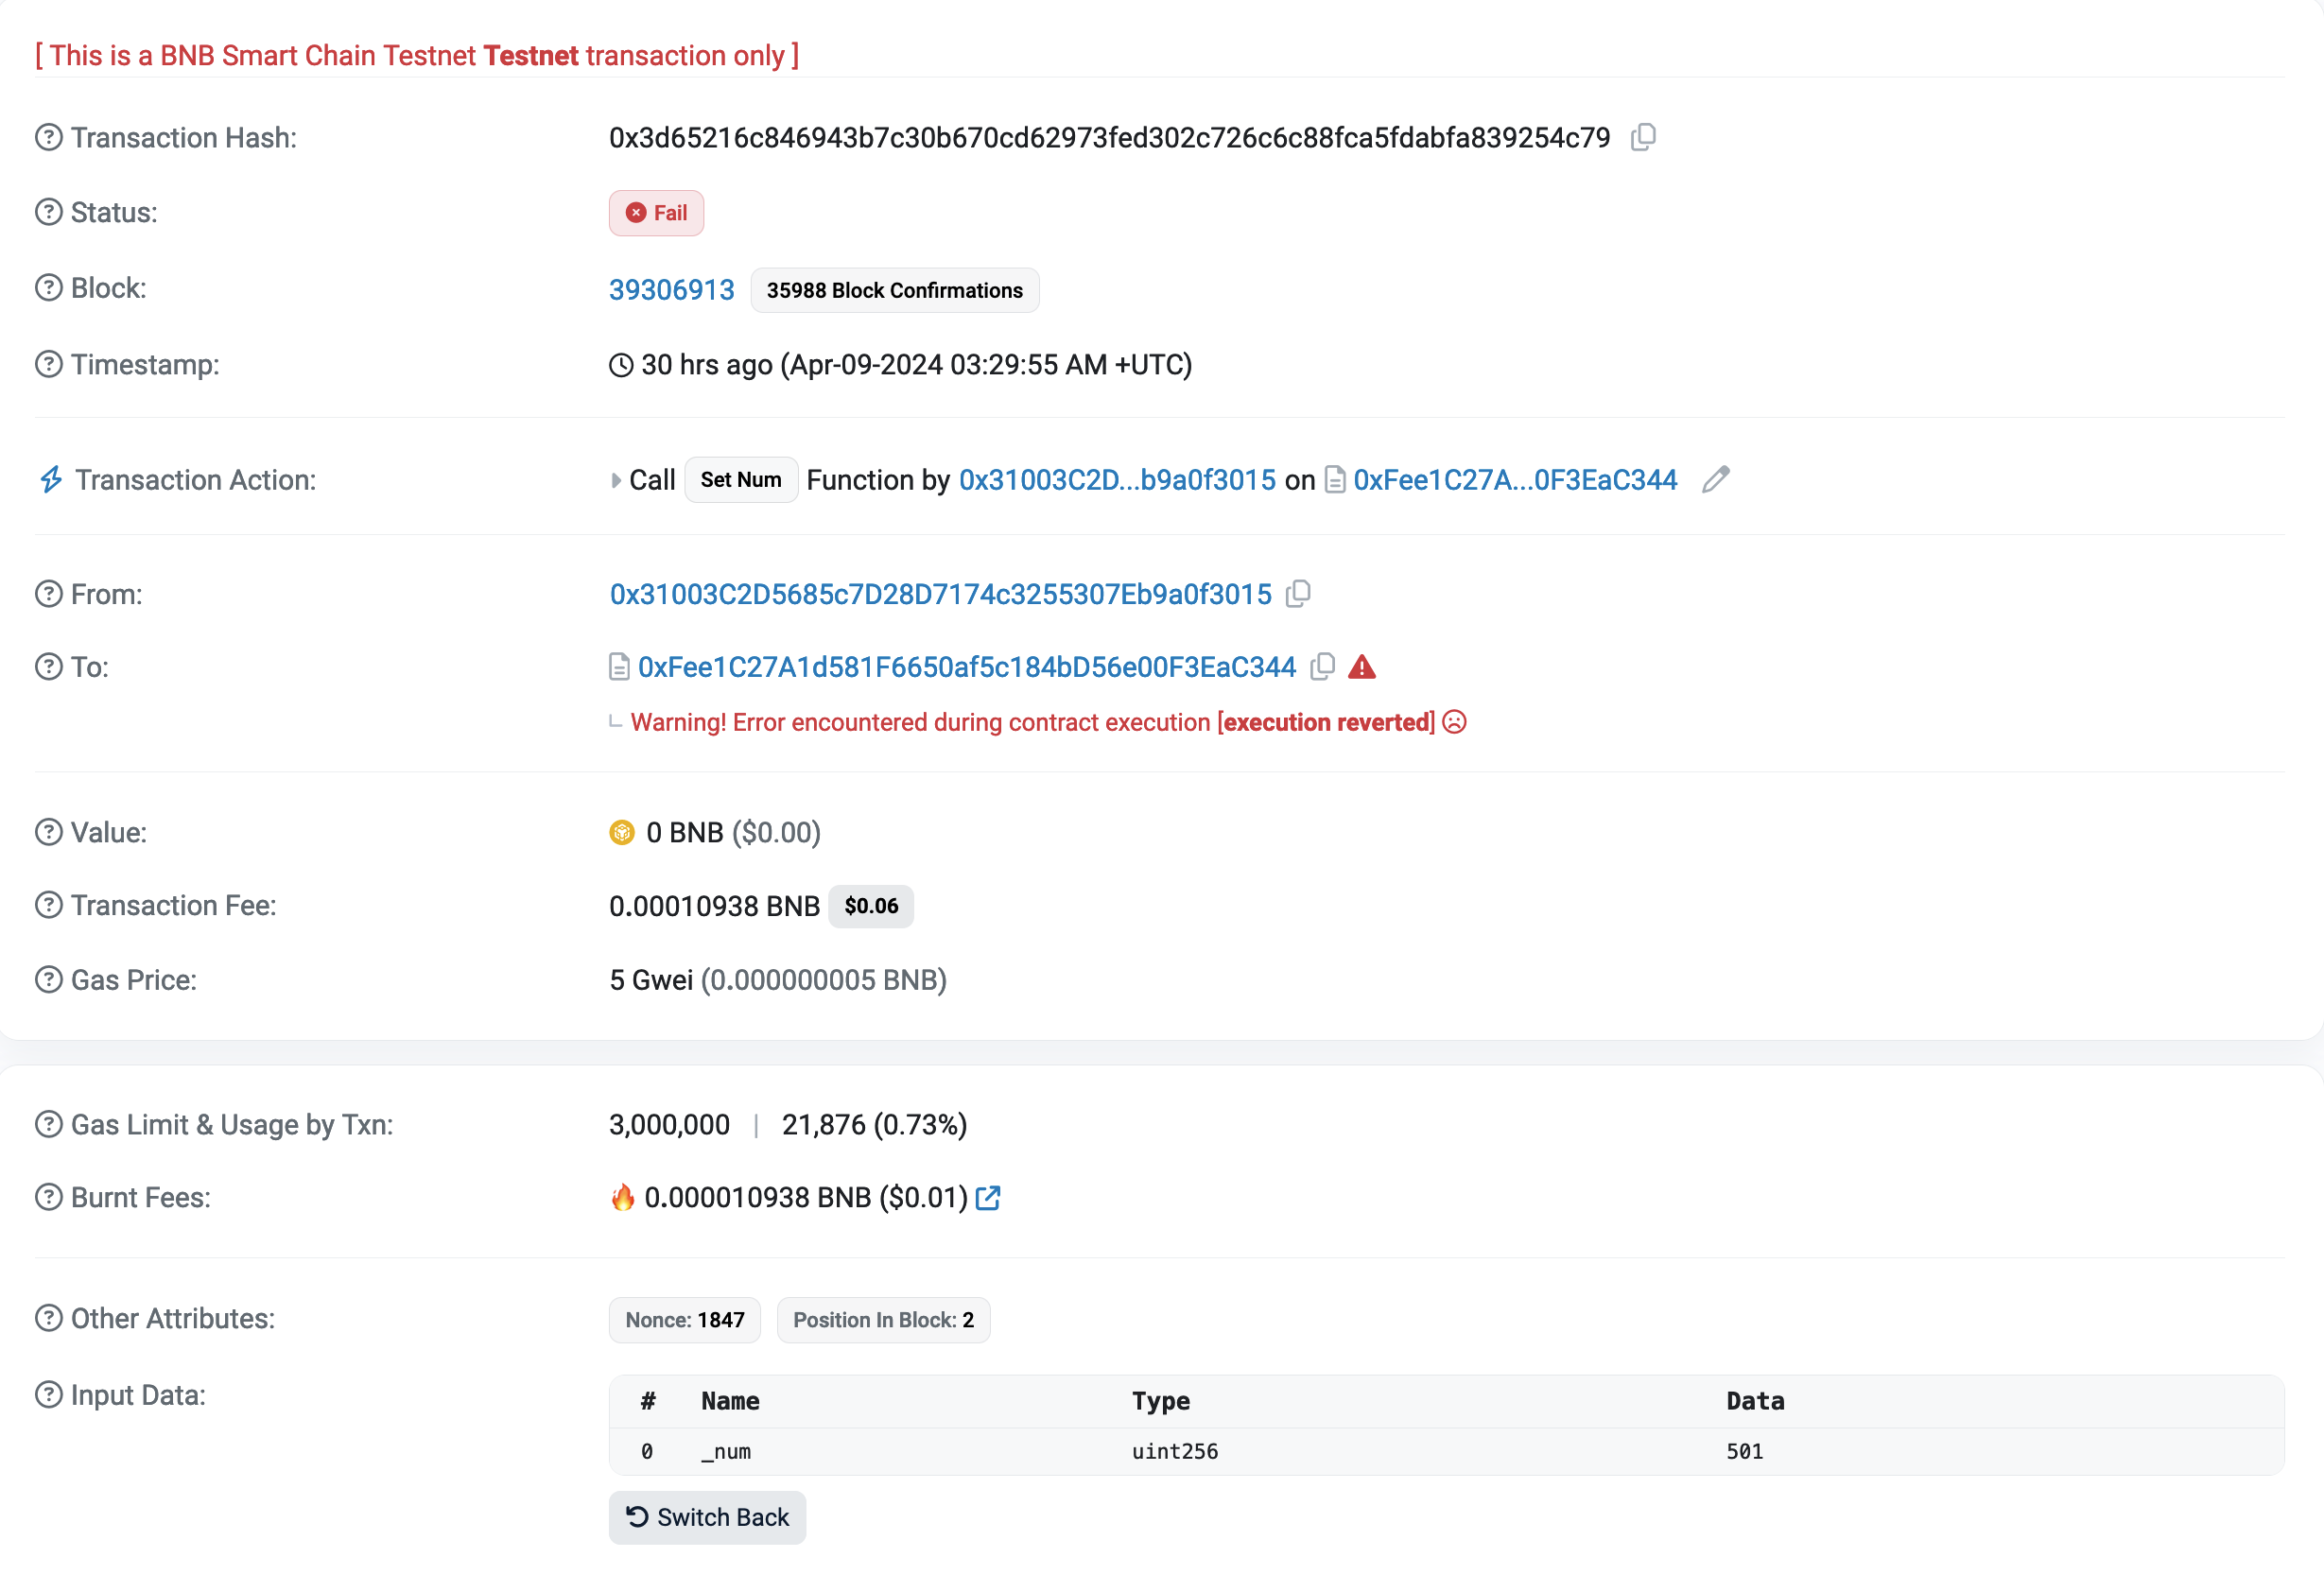 [ This is a BNB Smart Chain Testnet Testnet transaction only ]
Transaction Hash: 0x3d65216c846943b7c30b670cd62973fed302c726c6c88fca5fdabfa839254c79
Status: Fail
Block: 39306913 35988 Block Confirmations
Timestamp: 30 hrs ago (Apr-09-2024 03:29:55 AM +UTC)
Transaction Action: Call Set Num Function by 0x31003C2D...b9a0f3015 on 0xFee1C27A...0F3EaC344
From: 0x31003C2D5685c7D28D7174c3255307Eb9a0f3015
To: 0xFee1C27A1d581F6650af5c184bD56e00F3EaC344
Warning! Error encountered during contract execution [execution reverted]
Value: 0 BNB ($0.00)
Transaction Fee: 0.00010938 BNB $0.06
Gas Price: 5 Gwei (0.000000005 BNB)
Gas Limit & Usage by Txn: 3,000,000 | 21,876 (0.73%)
Burnt Fees: 0.000010938 BNB ($0.01)
Other Attributes: Nonce: 1847 Position In Block: 2
Input Data: # Name Type Data
0 _num uint256 501
Switch Back